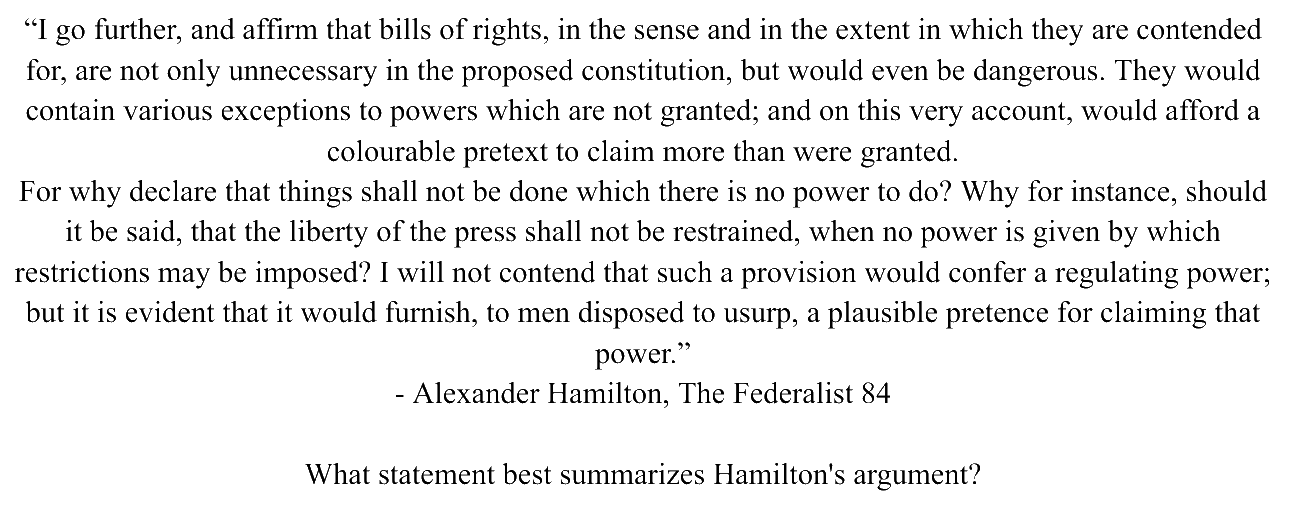 “I go further, and affirm that bills of rights, in the sense and in the extent in which they are contended
for, are not only unnecessary in the proposed constitution, but would even be dangerous. They would
contain various exceptions to powers which are not granted; and on this very account, would afford a
colourable pretext to claim more than were granted.
For why declare that things shall not be done which there is no power to do? Why for instance, should
it be said, that the liberty of the press shall not be restrained, when no power is given by which
restrictions may be imposed? I will not contend that such a provision would confer a regulating power;
but it is evident that it would furnish, to men disposed to usurp, a plausible pretence for claiming that
power.”
- Alexander Hamilton, The Federalist 84
What statement best summarizes Hamilton's argument?